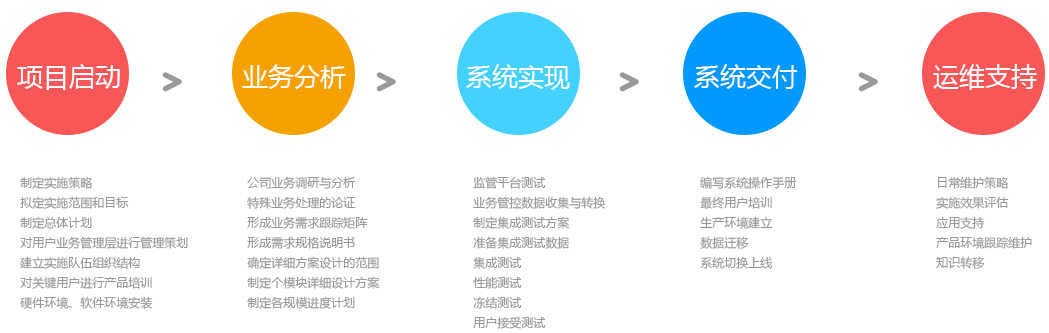 项目启动
业务分析
系统实现
系统交付
运维支持
制定实施策略
拟定实施范围和目标
制定总体计划
对用户业务管理层进行管理策划
建立实施队伍组织结构
对关键用户进行产品培训
硬件环境、软件环境安装
公司业务调研与分析
特殊业务处理的论证
形成业务需求跟踪矩阵
形成需求规格说明书
确定详细方案设计的范围
制定个模块详细设计方案
制定各规模进度计划
监管平台测试
业务管控数据收集与转换
制定集成测试方案
准备集成测试数据
集成测试
性能测试
冻结测试
用户接受测试
编写系统操作手册
最终用户培训
生产环境建立
数据迁移
系统切换上线
日常维护策略
实施效果评估
应用支持
产品环境跟踪维护
知识转移